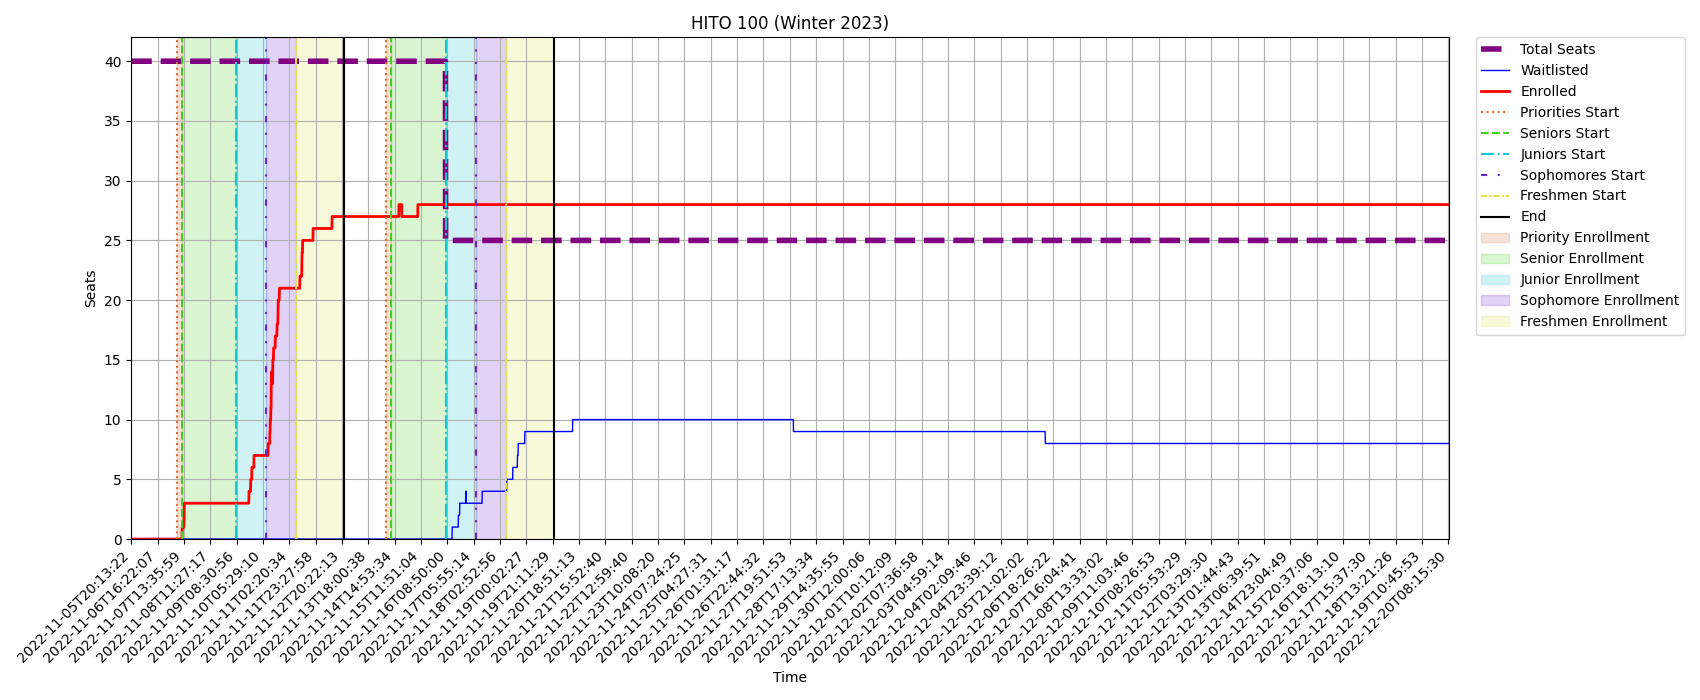 HITO 100 (Winter 2023)
Seats
40
35
30
25
20
15
10
5
0
2022-11-05T20:13:22
2022-11-06T16:22:07
2022-11-07T13:35:59
2022-11-08T11:27:17
2022-11-09T08:30:56
2022-11-10T05:29:10
2022-11-11T02:20:34
2022-11-11T23:27:58
2022-11-12T20:22:13
2022-11-13T18:00:38
2022-11-14T14:53:34
2022-11-15T11:51:04
2022-11-16T08:50:00
2022-11-17T05:55:14
2022-11-18T02:52:56
2022-11-19T00:02:27
2022-11-19T21:11:29
2022-11-20T18:51:13
2022-11-21T15:52:40
2022-11-22T12:59:40
2022-11-23T10:08:20
2022-11-24T07:24:25
2022-11-25T04:27:31
2022-11-26T01:31:17
2022-11-26T22:44:32
2022-11-27T19:51:53
2022-11-28T17:13:34
2022-11-29T14:35:55
2022-11-30T12:00:06
2022-12-01T10:12:09
2022-12-02T07:36:58
2022-12-03T04:59:14
2022-12-04T02:09:46
2022-12-04T23:39:12
2022-12-05T21:02:02
2022-12-06T18:26:22
2022-12-07T16:04:41
2022-12-08T13:33:02
2022-12-09T11:03:46
2022-12-10T08:26:53
2022-12-11T05:53:29
2022-12-12T03:29:30
2022-12-13T01:44:43
2022-12-13T06:39:51
2022-12-14T23:04:49
2022-12-15T20:37:06
2022-12-16T18:13:10
2022-12-17T15:37:30
2022-12-18T13:21:26
2022-12-19T10:45:53
2022-12-20T08:15:30
Time
Total Seats
Waitlisted
Enrolled
Priorities Start
Seniors Start
Juniors Start
Sophomores Start
Freshmen Start
End
Priority Enrollment
Senior Enrollment
Junior Enrollment
Sophomore Enrollment
Freshmen Enrollment